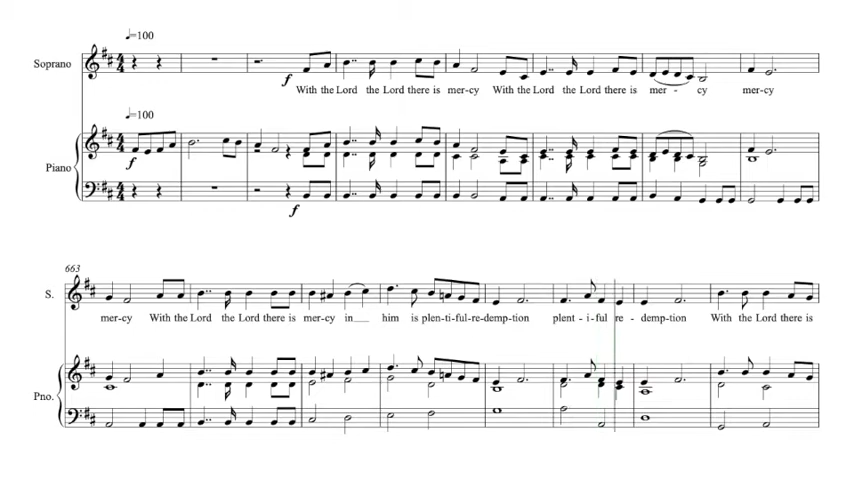 ♩=100
Soprano
f
With the Lord the Lord there is mer-cy With the Lord the Lord there is mer - cy mer-cy
♩=100
Piano
f
f
663
S.
mer-cy With the Lord the Lord there is mer-cy in__ him is plen-ti-ful-re-demp-tion plent - i-ful re - demp-tion With the Lord there is
Pno.